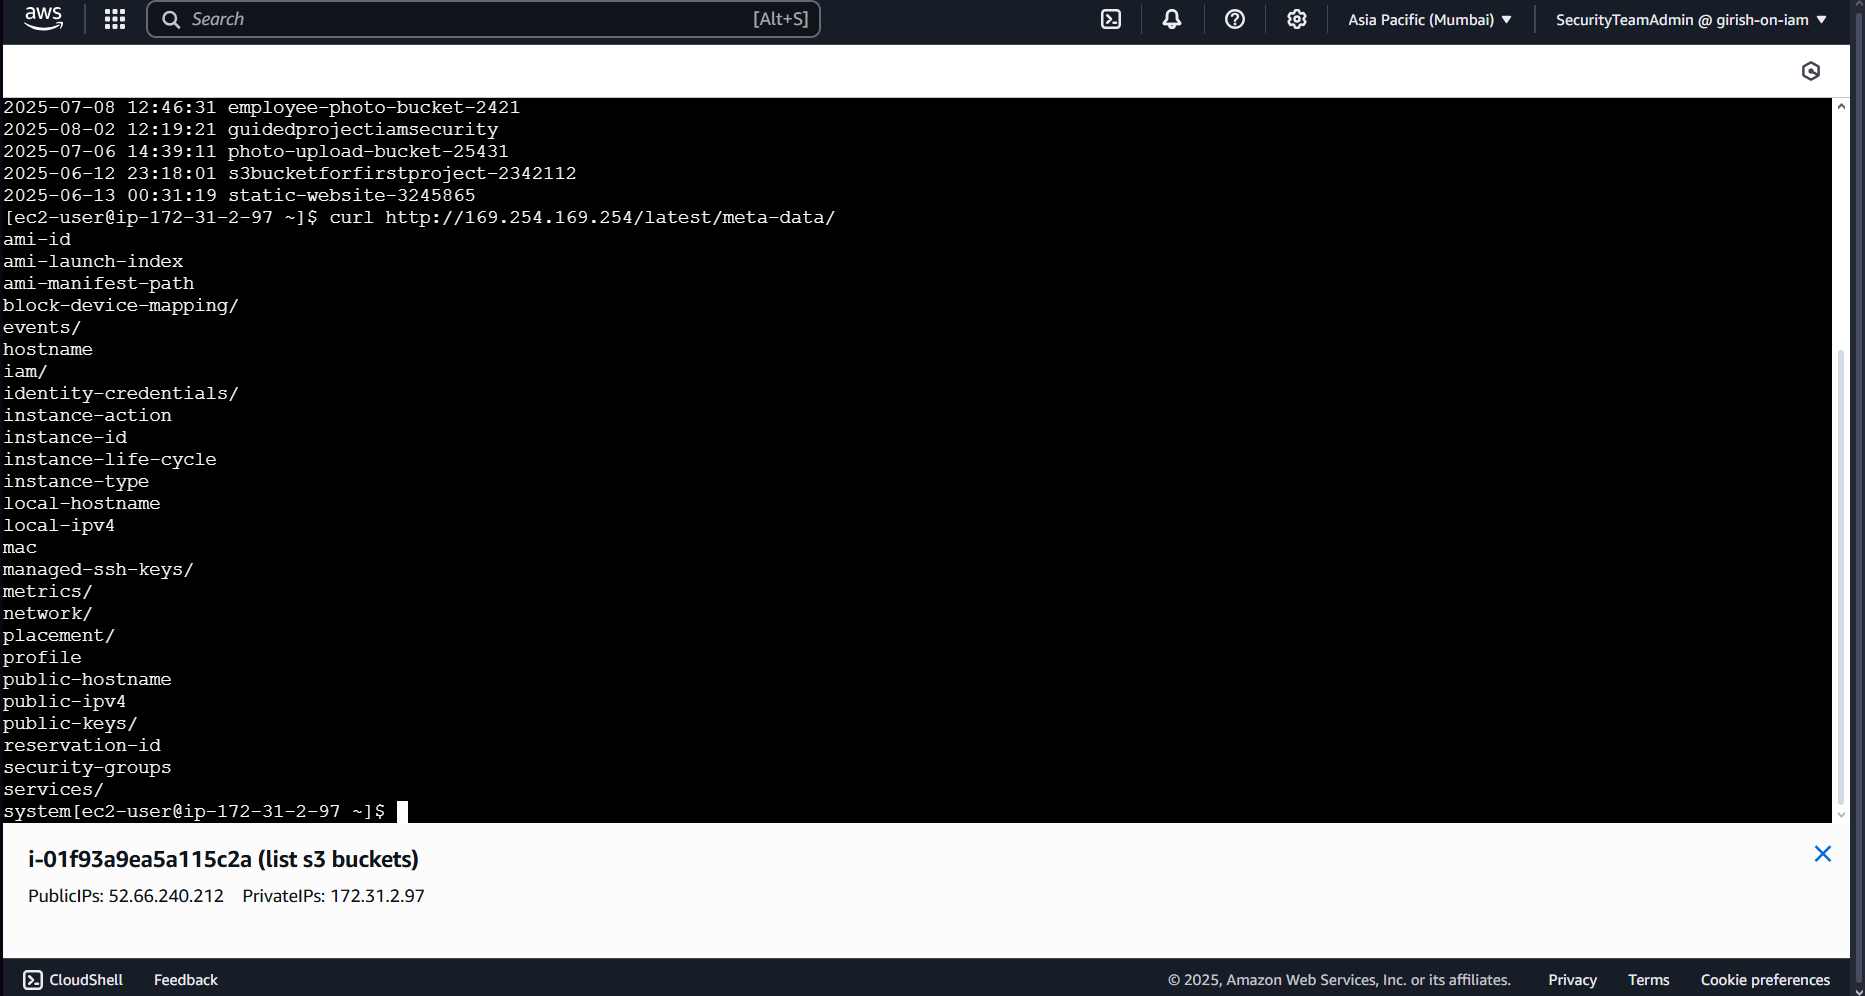 aws
Search [Alt+S]
Asia Pacific (Mumbai) SecurityTeamAdmin @ girish-on-iam
2025-07-08 12:46:31 employee-photo-bucket-2421
2025-08-02 12:19:21 guidedprojectiamsecurity
2025-07-06 14:39:11 photo-upload-bucket-25431
2025-06-12 23:18:01 s3bucketforfirstproject-2342112
2025-06-13 00:31:19 static-website-3245865
[ec2-user@ip-172-31-2-97 ~]$ curl http://169.254.169.254/latest/meta-data/
ami-id
ami-launch-index
ami-manifest-path
block-device-mapping/
events/
hostname
iam/
identity-credentials/
instance-action
instance-id
instance-life-cycle
instance-type
local-hostname
local-ipv4
mac
managed-ssh-keys/
metrics/
network/
placement/
profile
public-hostname
public-ipv4
public-keys/
reservation-id
security-groups
services/
system[ec2-user@ip-172-31-2-97 ~]$
i-01f93a9ea5a115c2a (list s3 buckets)
PublicIPs: 52.66.240.212 PrivateIPs: 172.31.2.97
CloudShell Feedback © 2025, Amazon Web Services, Inc. or its affiliates. Privacy Terms Cookie preferences